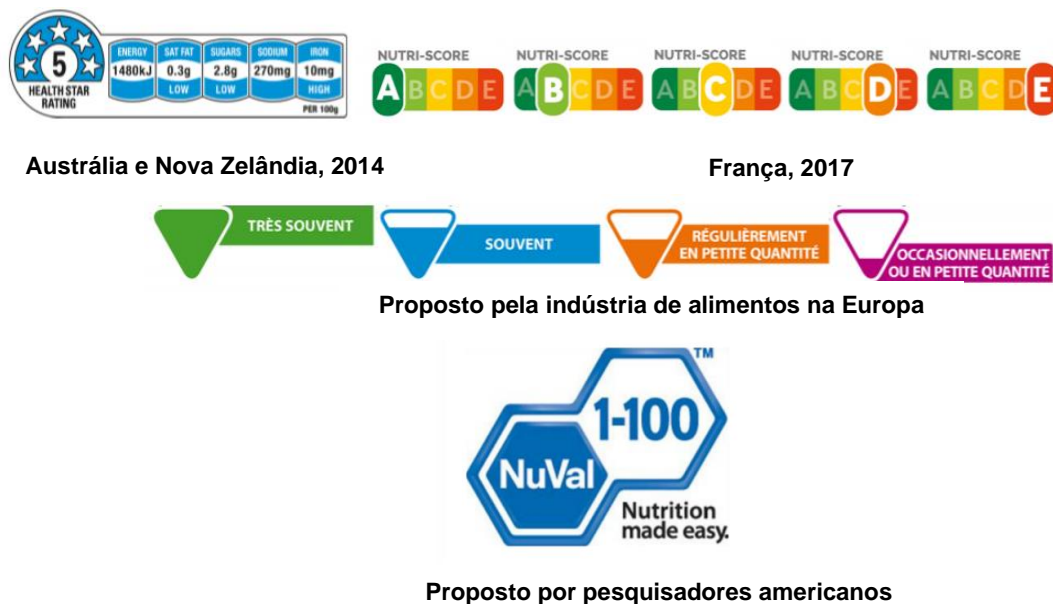 5
HEALTH STAR
RATING
ENERGY SAT FAT SUGARS SODIUM IRON
1480kJ 0.3g 2.8g 270mg 10mg
LOW LOW HIGH
PER 100g
NUTRI-SCORE NUTRI-SCORE NUTRI-SCORE NUTRI-SCORE NUTRI-SCORE
A B C D E A B C D E A B C D E A B C D E A B C D E
Austrália e Nova Zelândia, 2014 França, 2017
TRÈS SOUVENT
SOUVENT
RÉGULIÈREMENT
EN PETITE QUANTITÉ
OCCASIONNELLEMENT
OU EN PETITE QUANTITÉ
Proposto pela indústria de alimentos na Europa
TM
1-100
NuVal
Nutrition
made easy.
Proposto por pesquisadores americanos